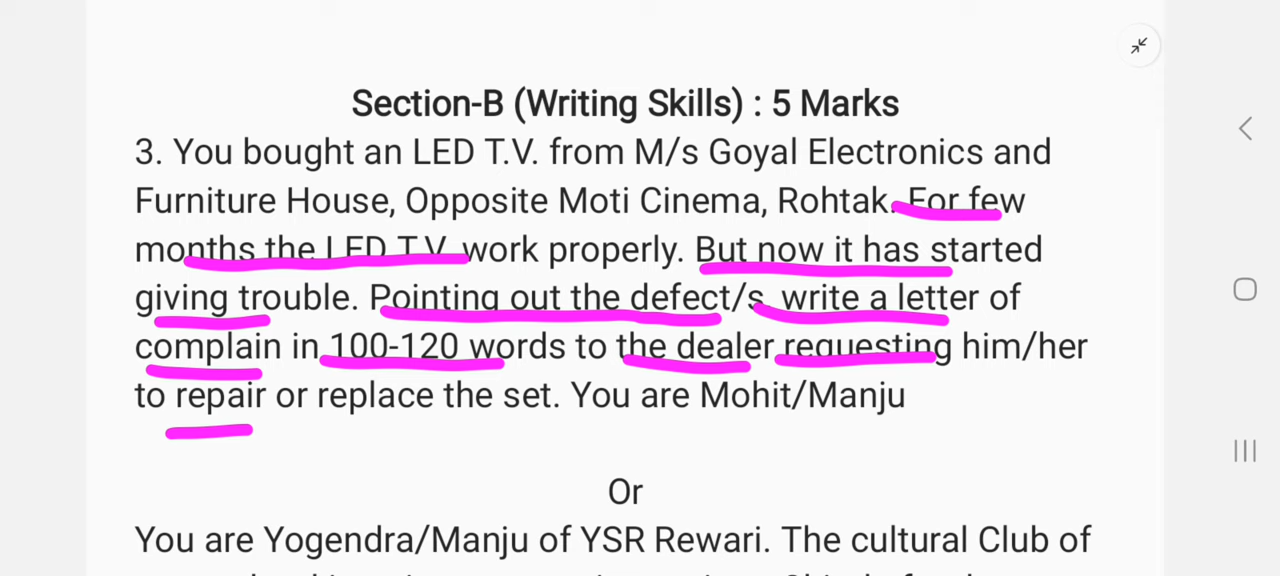 Section-B (Writing Skills) : 5 Marks
3. You bought an LED T.V. from M/s Goyal Electronics and
Furniture House, Opposite Moti Cinema, Rohtak. For few
months the LED T.V. work properly. But now it has started
giving trouble. Pointing out the defect/s, write a letter of
complain in 100-120 words to the dealer requesting him/her
to repair or replace the set. You are Mohit/Manju
Or
You are Yogendra/Manju of YSR Rewari. The cultural Club of